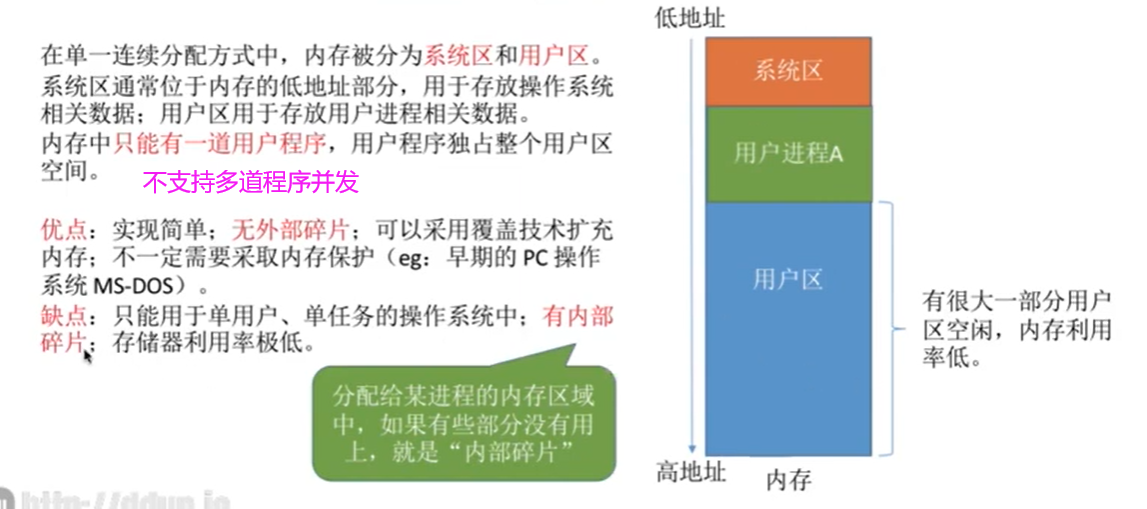 在单一连续分配方式中，内存被分为系统区和用户区。
系统区通常位于内存的低地址部分，用于存放操作系统
相关数据；用户区用于存放用户进程相关数据。
内存中只能有一道用户程序，用户程序独占整个用户区
空间。
不支持多道程序并发
优点：实现简单；无外部碎片；可以采用覆盖技术扩充
内存；不一定需要采取内存保护（eg：早期的 PC 操作
系统 MS-DOS）。
缺点：只能用于单用户、单任务的操作系统中；有内部
碎片；存储器利用率极低。
分配给某进程的内存区域
中，如果有些部分没有用
上，就是“内部碎片”
低地址
系统区
用户进程A
用户区
高地址
内存
有很大一部分用户
区空闲，内存利用
率低。